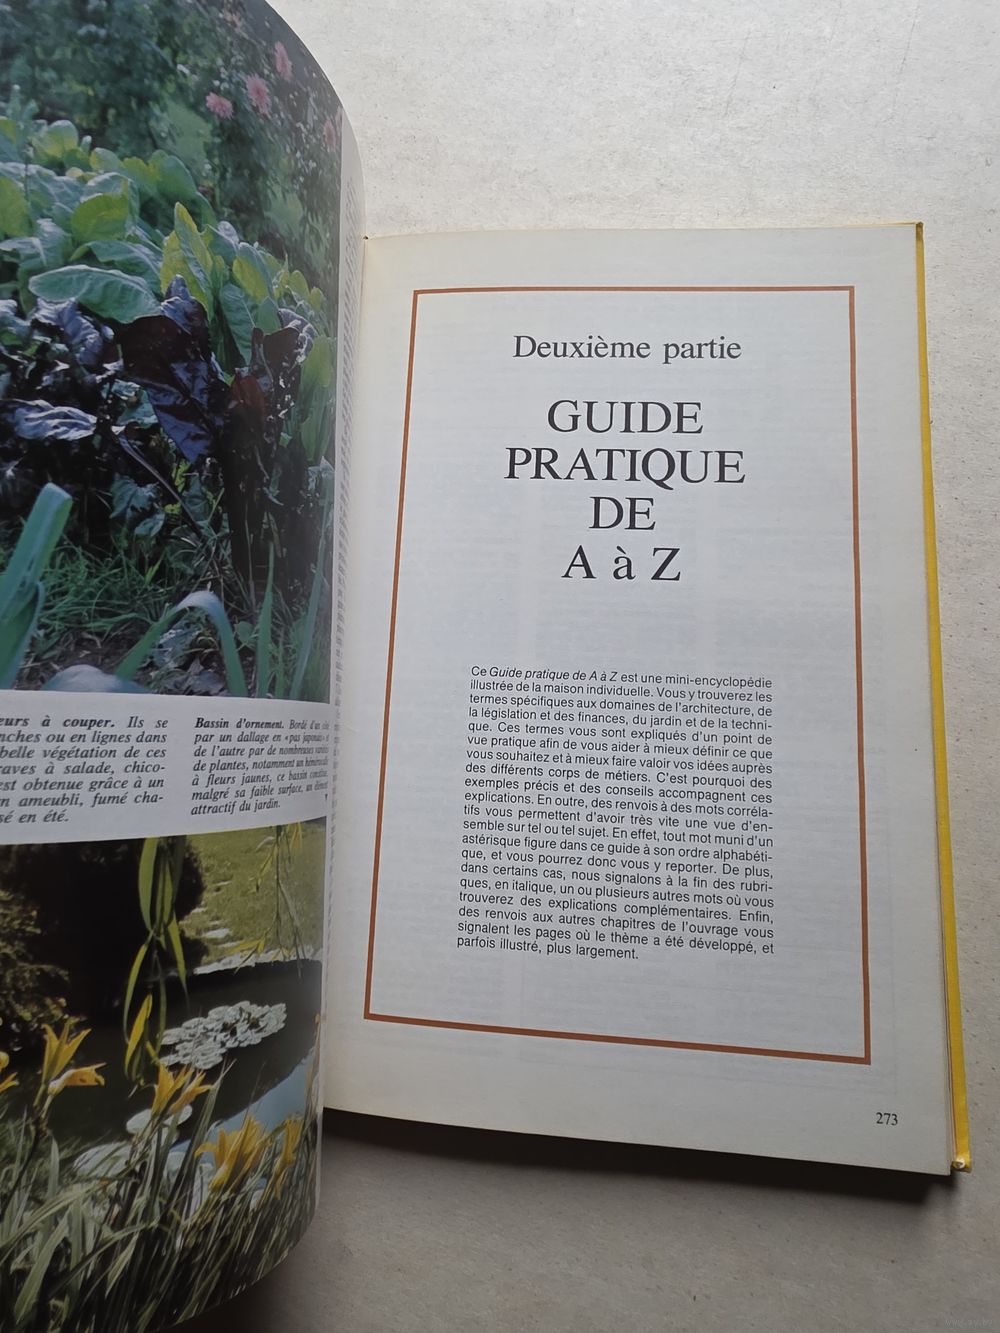 eurs à couper. Ils se
nches ou en lignes dans
belle végétation de ces
raves à salade, chico-
est obtenue grâce à un
n ameubli, fumé cha-
sé en été.
Bassin d'ornement. Bordé d'un
par un dallage en «pas japonais» et
de l'autre par de nombreuses variétés
de plantes, notamment un
à fleurs jaunes, ce bassin constitue,
malgré sa faible surface, un élément
attractif du jardin.
Deuxième partie
GUIDE
PRATIQUE
DE
A à Z
Ce Guide pratique de A à Z est une mini-encyclopédie
illustrée de la maison individuelle. Vous y trouverez les
termes spécifiques aux domaines de l'architecture, de
la législation et des finances, du jardin et de la techni-
que. Ces termes vous sont expliqués d'un point de
vue pratique afin de vous aider à mieux définir ce que
vous souhaitez et à mieux faire valoir vos idées auprès
des différents corps de métiers. C'est pourquoi des
exemples précis et des conseils accompagnent ces
explications. En outre, des renvois à des mots corréla-
tifs vous permettent d'avoir très vite une vue d'en-
semble sur tel ou tel sujet. En effet, tout mot muni d'un
astérisque figure dans ce guide à son ordre alphabéti-
que, et vous pourrez donc vous y reporter. De plus,
dans certains cas, nous signalons à la fin des rubri-
ques, en italique, un ou plusieurs autres mots où vous
trouverez des explications complémentaires. Enfin,
des renvois aux autres chapitres de l'ouvrage vous
signalent les pages où le thème a été développé, et
parfois illustré, plus largement.
273